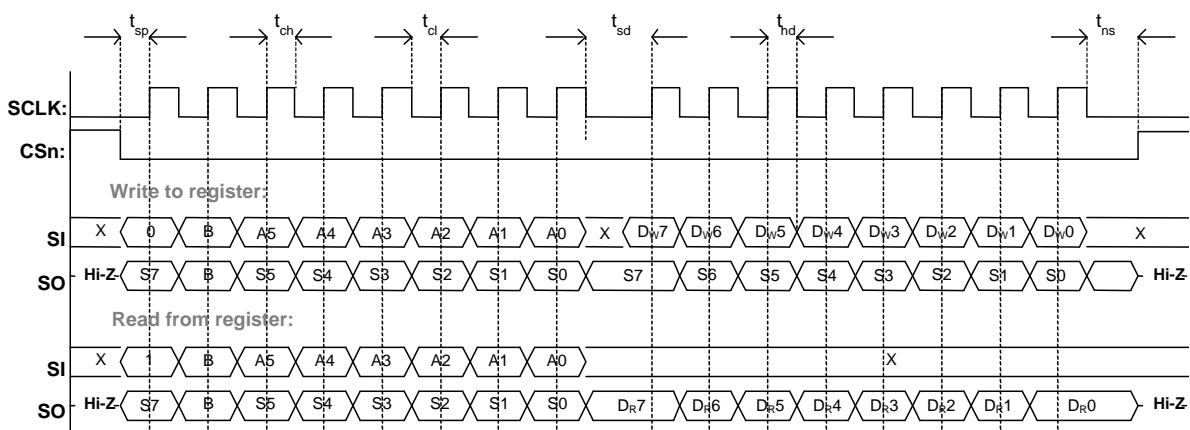 tsp tch tcl tsd thd tns
SCLK:
CSn:
Write to register:
SI X 0 B A5 A4 A3 A2 A1 A0 X DW7 DW6 DW5 DW4 DW3 DW2 DW1 DW0 X
SO Hi-Z S7 B S5 S4 S3 S2 S1 S0 S7 S6 S5 S4 S3 S2 S1 S0 Hi-Z
Read from register:
SI X 1 B A5 A4 A3 A2 A1 A0 X
SO Hi-Z S7 B S5 S4 S3 S2 S1 S0 DR7 DR6 DR5 DR4 DR3 DR2 DR1 DR0 Hi-Z